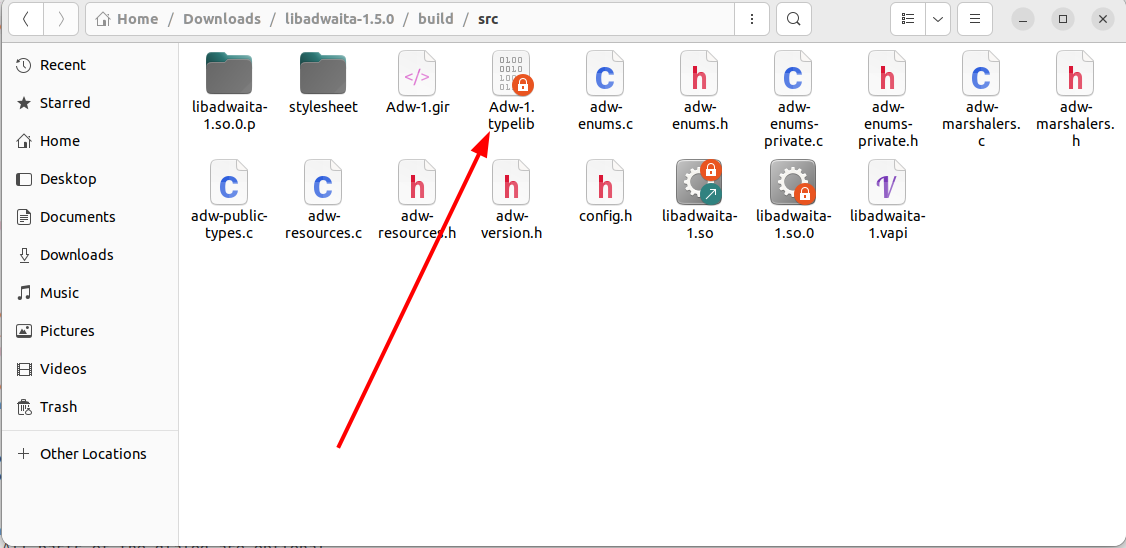 Home / Downloads / libadwaita-1.5.0 / build / src
Recent
Starred
Home
Desktop
Documents
Downloads
Music
Pictures
Videos
Trash
Other Locations
libadwaita-
1.so.0.p
stylesheet
Adw-1.gir
Adw-1.
typelib
adw-
enums.c
adw-
enums.h
adw-
enums-
private.c
adw-
enums-
private.h
adw-
marshalers.
c
adw-
marshalers.
h
adw-public-
types.c
adw-
resources.c
adw-
resources.h
adw-
version.h
config.h
libadwaita-
1.so
libadwaita-
1.so.0
libadwaita-
1.vapi